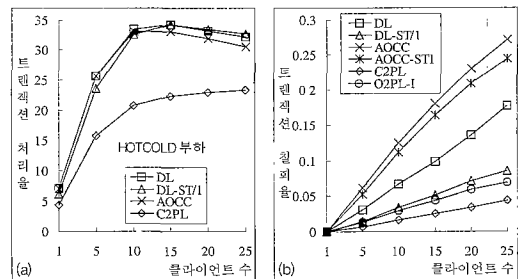 35
30
25
20
15
10
5
0
트랜잭션 처리율
HOTCOLD 부하
DL
DL-ST/1
AOCC
C2PL
(a)
1 5 10 15 20 25
클라이언트 수
0.3
0.25
0.2
0.15
0.1
0.05
0
트랜잭션
DL
DL-ST/1
AOCC
AOCC-ST1
C2PL
O2PL-I
(b)
1 5 10 15 20 25
클라이언트 수